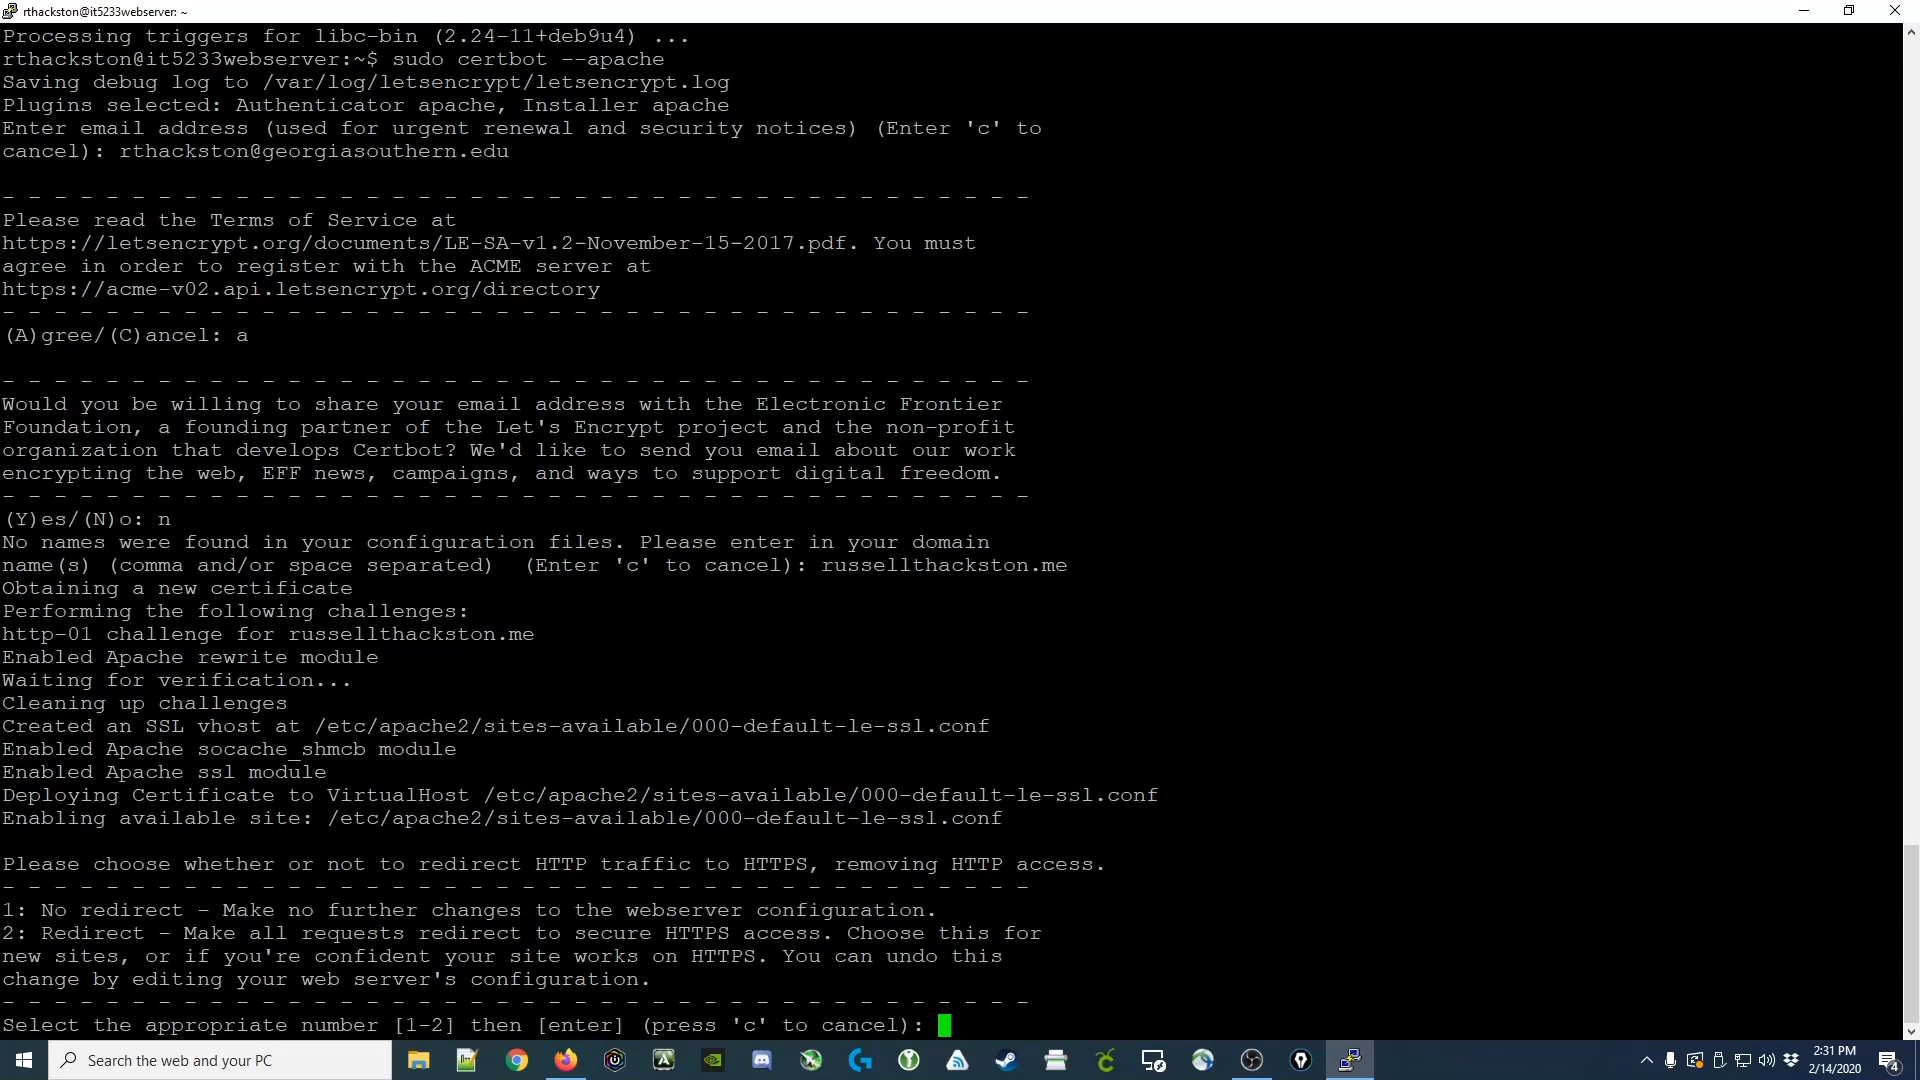 rthackston@it5233webserver: ~
Processing triggers for libc-bin (2.24-11+deb9u4) ...
rthackston@it5233webserver:~$ sudo certbot --apache
Saving debug log to /var/log/letsencrypt/letsencrypt.log
Plugins selected: Authenticator apache, Installer apache
Enter email address (used for urgent renewal and security notices) (Enter 'c' to
cancel): rthackston@georgiasouthern.edu
- - - - - - - - - - - - - - - - - - - - - - - - - - - - - - - - - - - - - - - -
Please read the Terms of Service at
https://letsencrypt.org/documents/LE-SA-v1.2-November-15-2017.pdf. You must
agree in order to register with the ACME server at
https://acme-v02.api.letsencrypt.org/directory
- - - - - - - - - - - - - - - - - - - - - - - - - - - - - - - - - - - - - - - -
(A)gree/(C)ancel: a
- - - - - - - - - - - - - - - - - - - - - - - - - - - - - - - - - - - - - - - -
Would you be willing to share your email address with the Electronic Frontier
Foundation, a founding partner of the Let's Encrypt project and the non-profit
organization that develops Certbot? We'd like to send you email about our work
encrypting the web, EFF news, campaigns, and ways to support digital freedom.
- - - - - - - - - - - - - - - - - - - - - - - - - - - - - - - - - - - - - - - -
(Y)es/(N)o: n
No names were found in your configuration files. Please enter in your domain
name(s) (comma and/or space separated)  (Enter 'c' to cancel): russellthackston.me
Obtaining a new certificate
Performing the following challenges:
http-01 challenge for russellthackston.me
Enabled Apache rewrite module
Waiting for verification...
Cleaning up challenges
Created an SSL vhost at /etc/apache2/sites-available/000-default-le-ssl.conf
Enabled Apache socache_shmcb module
Enabled Apache ssl module
Deploying Certificate to VirtualHost /etc/apache2/sites-available/000-default-le-ssl.conf
Enabling available site: /etc/apache2/sites-available/000-default-le-ssl.conf
Please choose whether or not to redirect HTTP traffic to HTTPS, removing HTTP access.
- - - - - - - - - - - - - - - - - - - - - - - - - - - - - - - - - - - - - - - -
1: No redirect - Make no further changes to the webserver configuration.
2: Redirect - Make all requests redirect to secure HTTPS access. Choose this for
new sites, or if you're confident your site works on HTTPS. You can undo this
change by editing your web server's configuration.
- - - - - - - - - - - - - - - - - - - - - - - - - - - - - - - - - - - - - - - -
Select the appropriate number [1-2] then [enter] (press 'c' to cancel):
Search the web and your PC
2:31 PM
2/14/2020
4